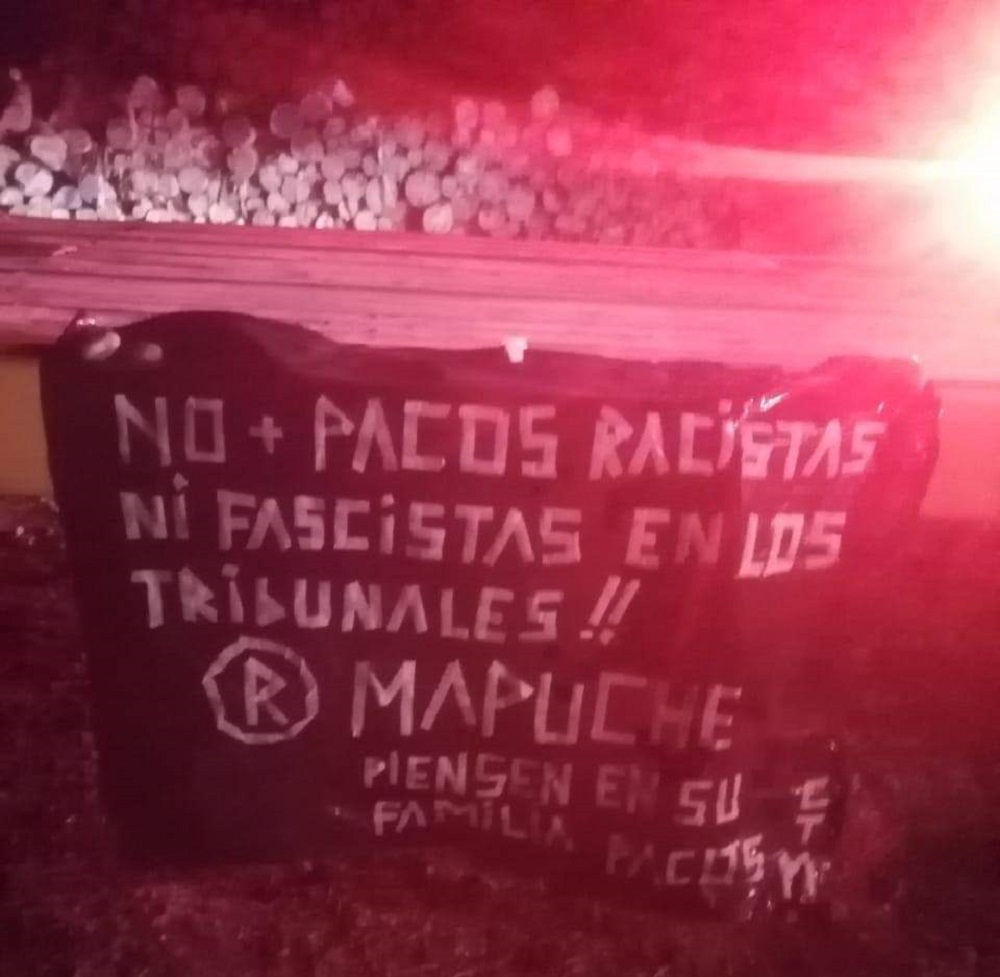 NO + PACOS RACISTAS
NI FASCISTAS EN LOS
TRIBUNALES !!
Ⓡ MAPUCHE
PIENSEN EN SU
FAMILIA PACOS